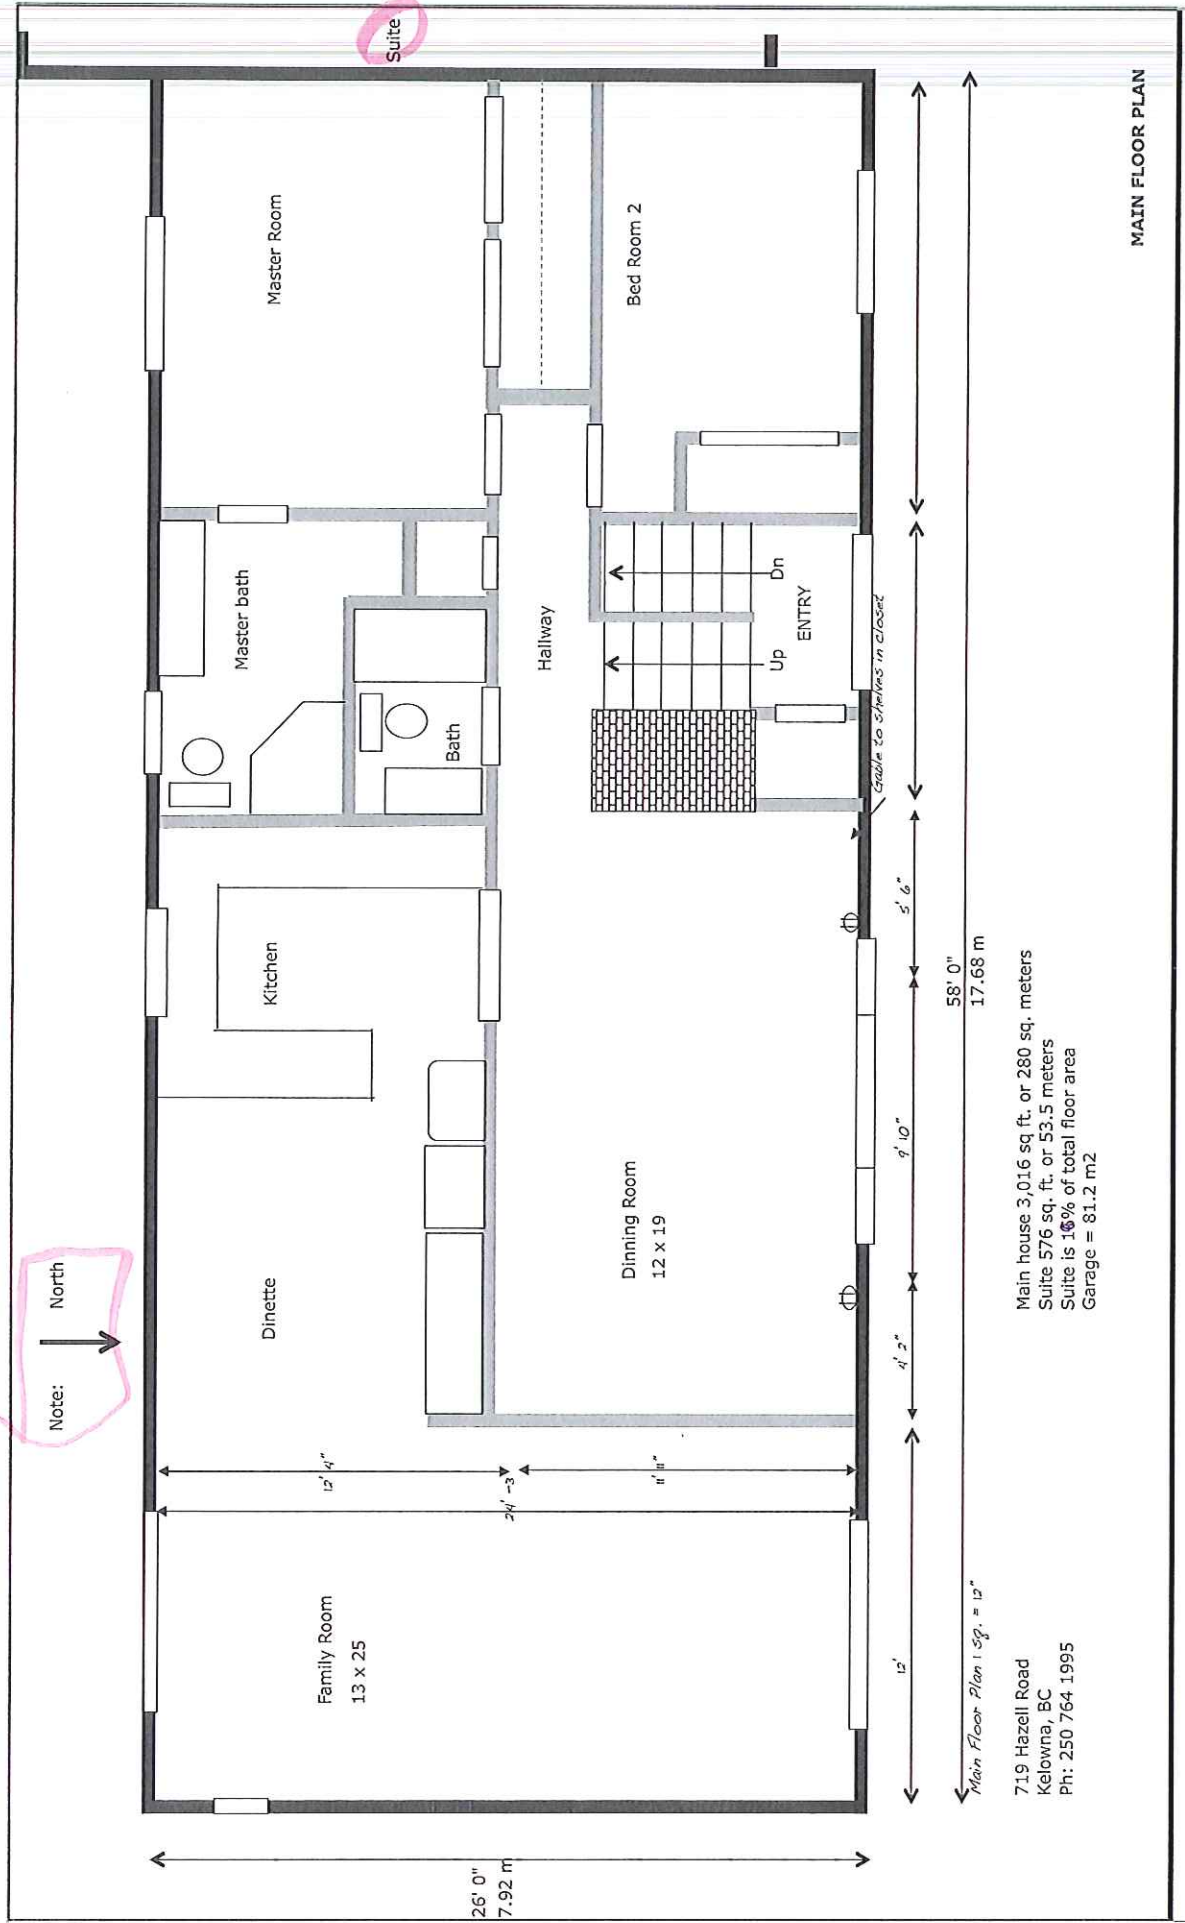 Note: North
Master bath
Dinette
Kitchen
Master Room
Family Room
13 x 25
12' 4"
Suite
Bath
26' 0"
7.92 m
24' -3
Hallway
Dinning Room
12 x 19
Bed Room 2
11' 11"
Up
Dn
ENTRY
Gable to shelves in closet
12'
4' 2"
9' 10"
5' 6"
58' 0"
17.68 m
Main Floor Plan 1 sq. = 12"
719 Hazell Road
Kelowna, BC
Ph: 250 764 1995
Main house 3,016 sq ft. or 280 sq. meters
Suite 576 sq. ft. or 53.5 meters
Suite is 16% of total floor area
Garage = 81.2 m2
MAIN FLOOR PLAN